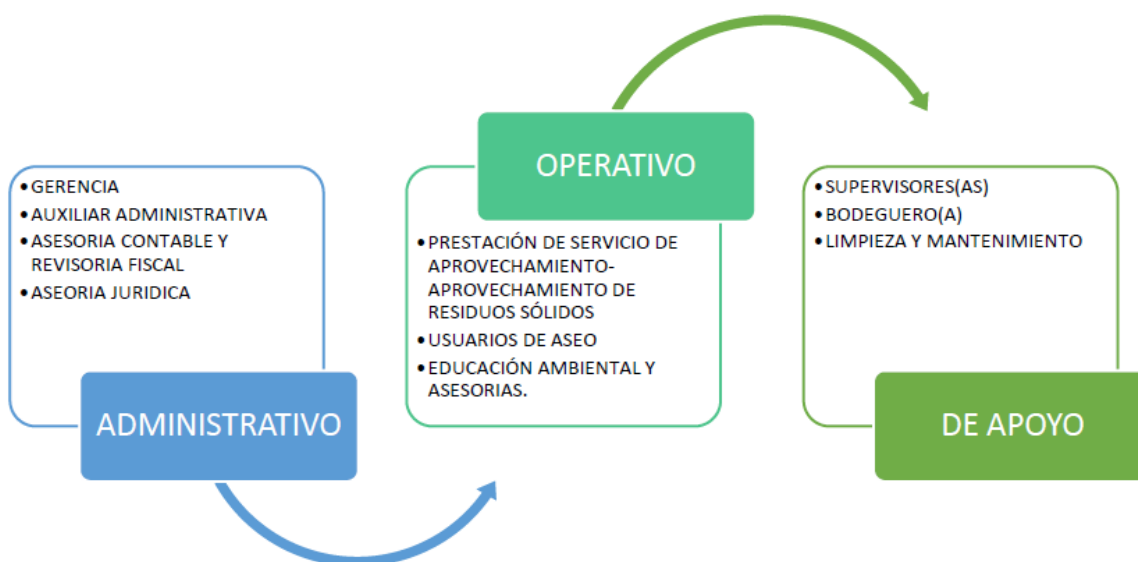 • GERENCIA
• AUXILIAR ADMINISTRATIVA
• ASESORIA CONTABLE Y
REVISORIA FISCAL
• ASEORIA JURIDICA
ADMINISTRATIVO
OPERATIVO
• PRESTACIÓN DE SERVICIO DE
APROVECHAMIENTO-
APROVECHAMIENTO DE
RESIDUOS SÓLIDOS
• USUARIOS DE ASEO
• EDUCACIÓN AMBIENTAL Y
ASESORIAS.
• SUPERVISORES(AS)
• BODEGUERO(A)
• LIMPIEZA Y MANTENIMIENTO
DE APOYO